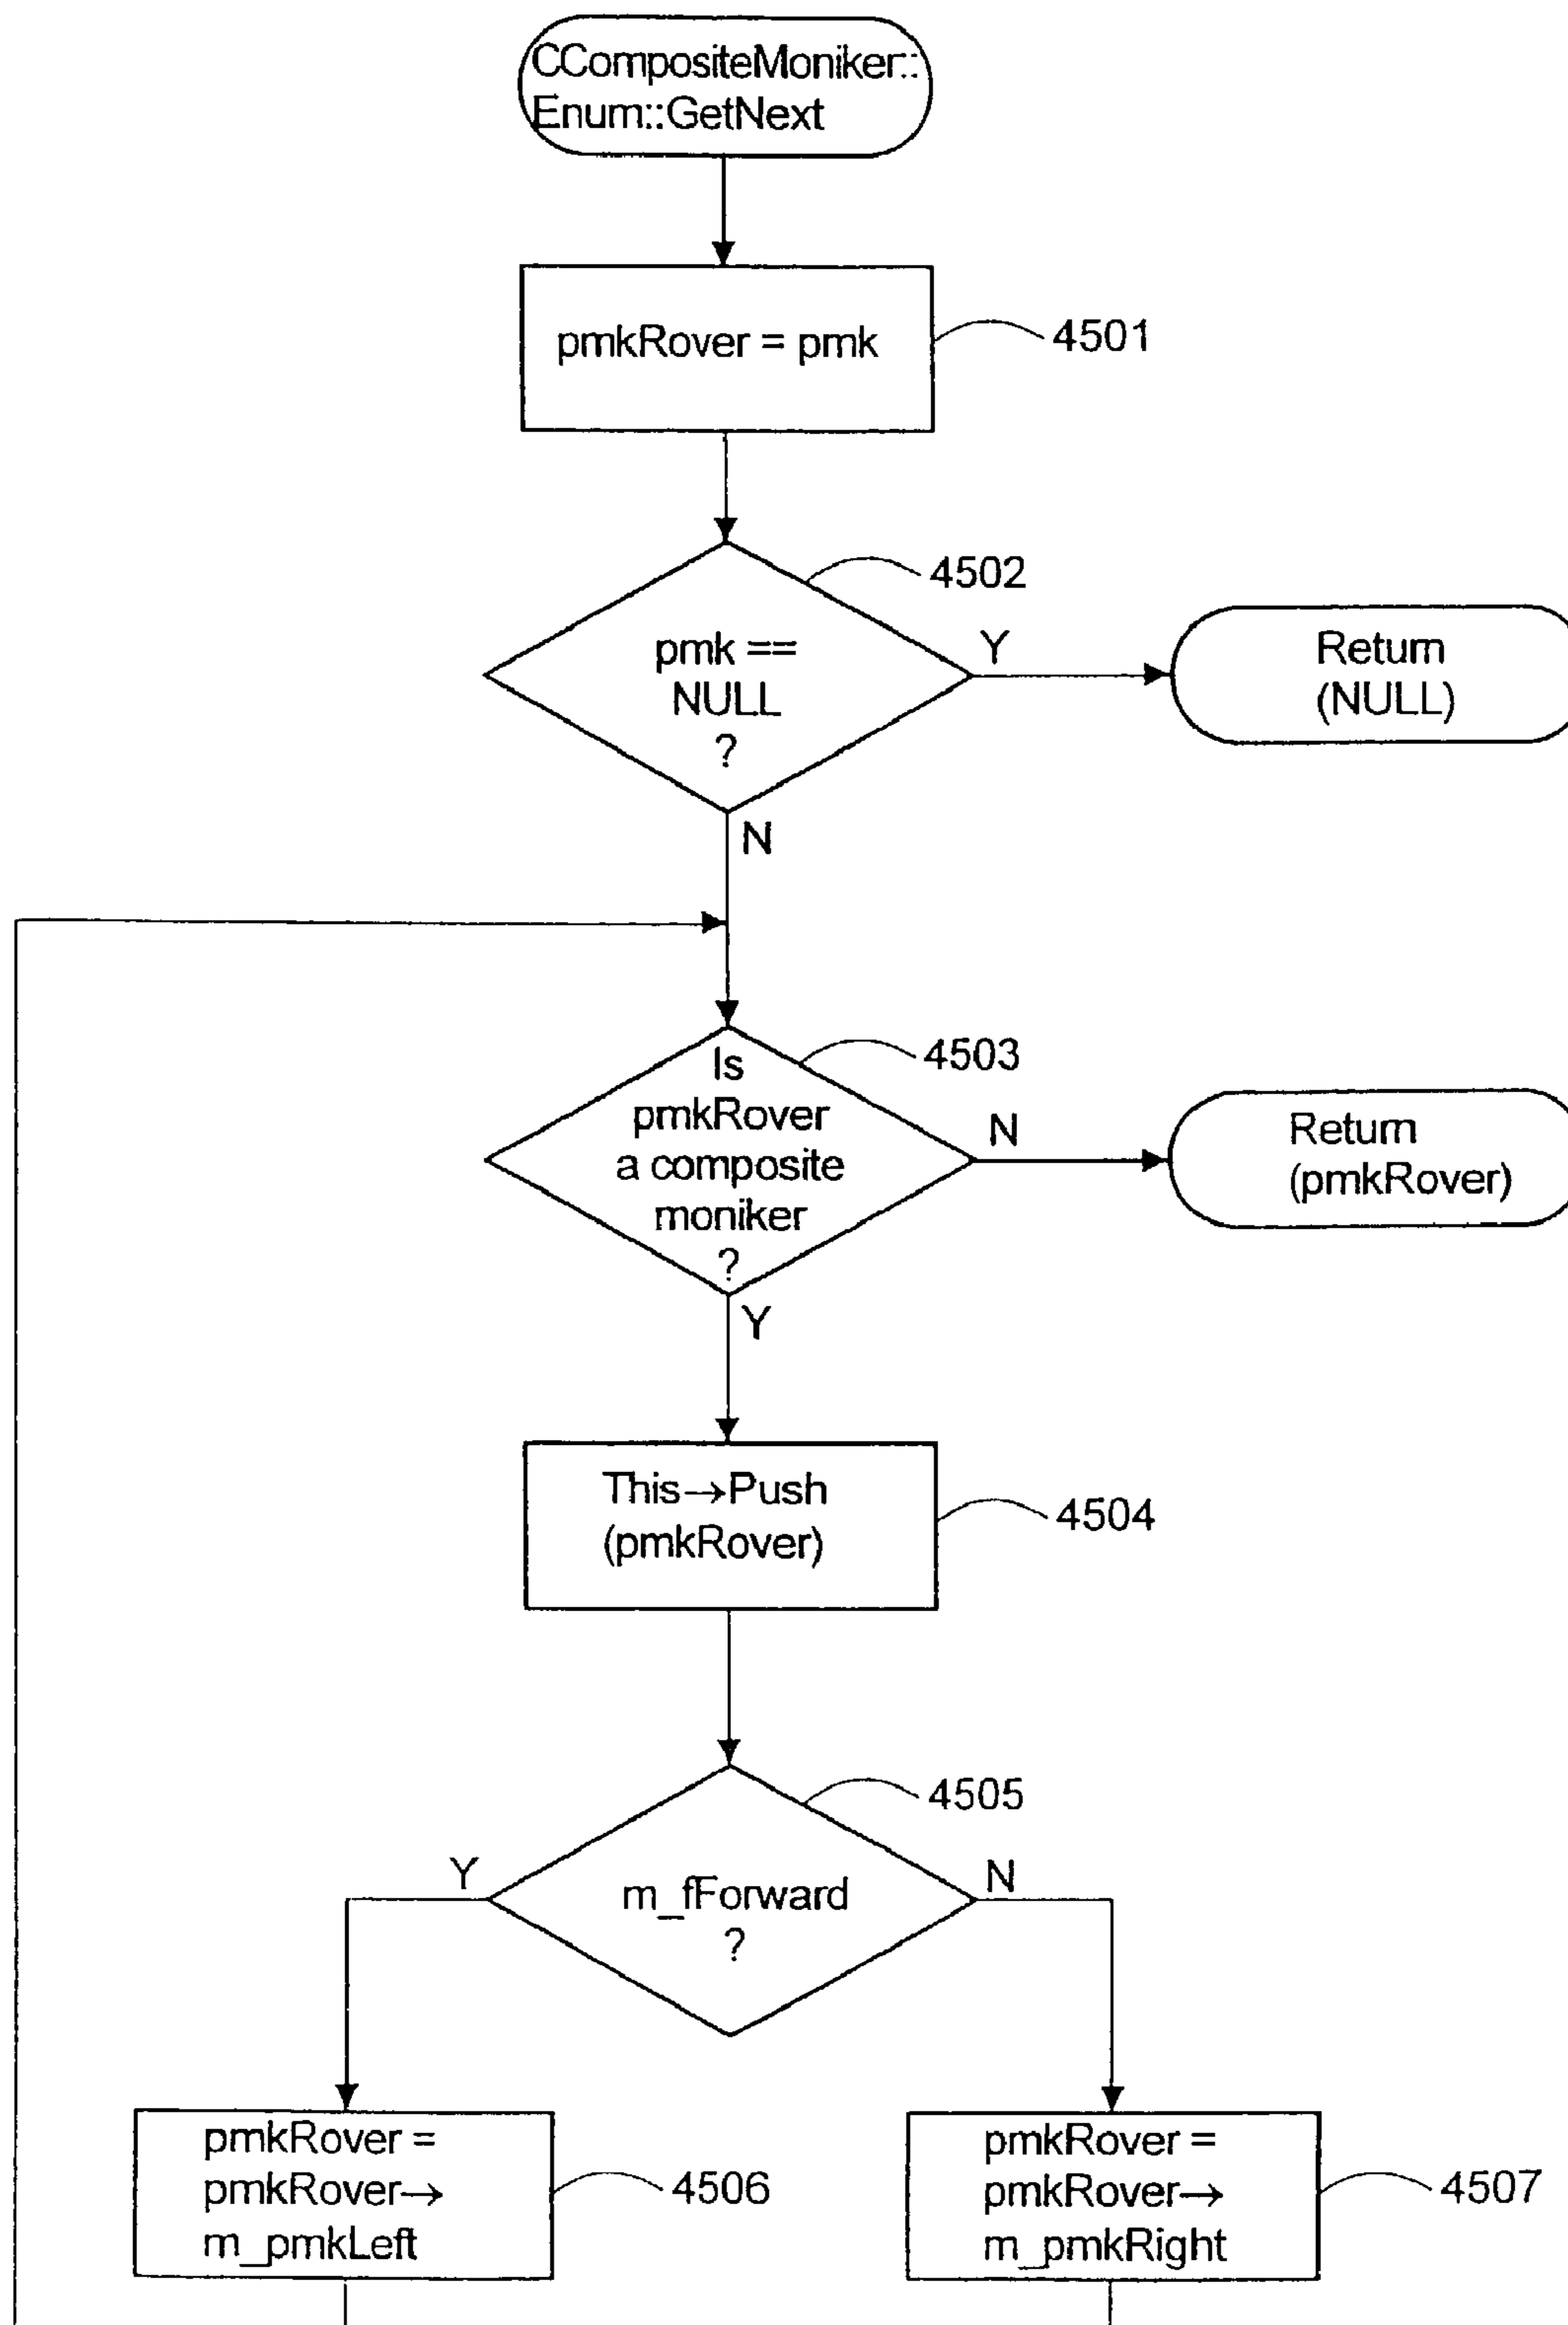 CCompositeMoniker::
Enum::GetNext
pmkRover = pmk
4501
4502
pmk ==
NULL
?
Y
Return
(NULL)
N
4503
Is
pmkRover
a composite
moniker
?
N
Return
(pmkRover)
Y
This→Push
(pmkRover)
4504
4505
Y
m_fForward
?
N
pmkRover =
pmkRover→
m_pmkLeft
4506
pmkRover =
pmkRover→
m_pmkRight
4507